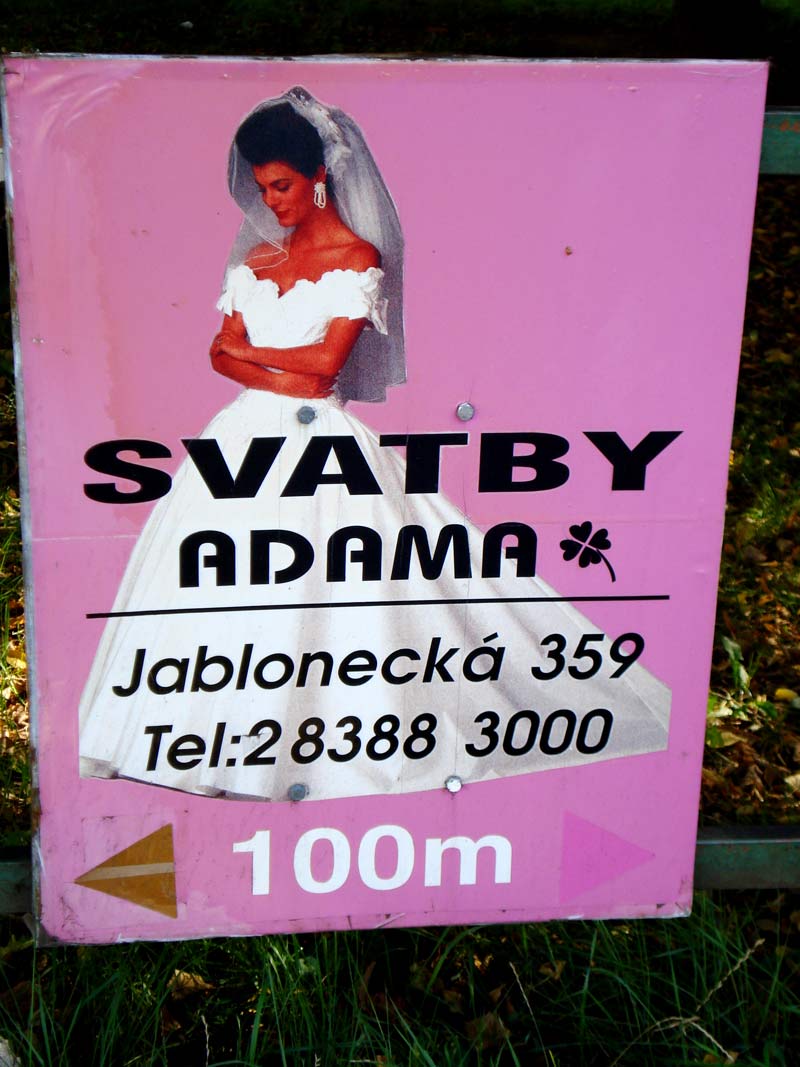 SVATBY
ADAMA
Jablonecká 359
Tel:28388 3000
100m